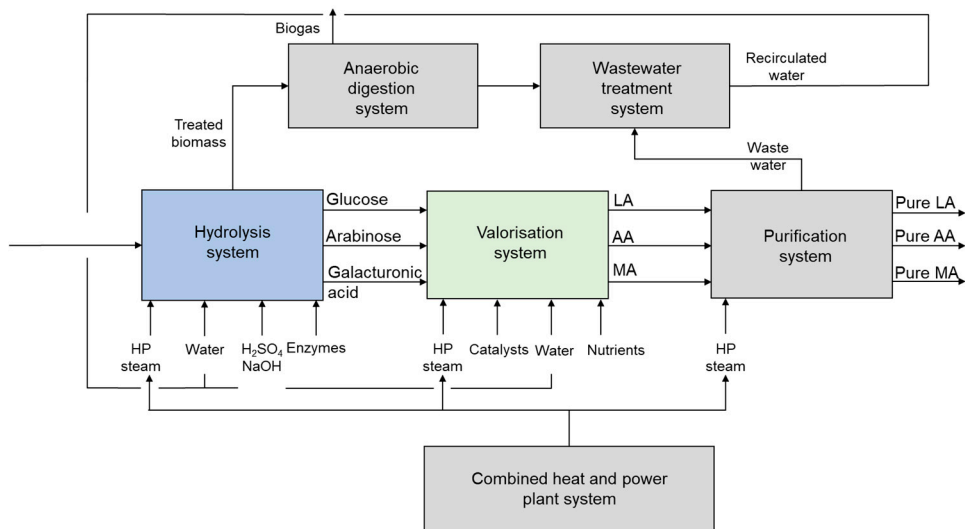 Biogas
Anaerobic
digestion
system
Wastewater
treatment
system
Recirculated
water
Treated
biomass
Waste
water
Hydrolysis
system
Glucose
Arabinose
Galacturonic
acid
Valorisation
system
LA
AA
MA
Purification
system
Pure LA
Pure AA
Pure MA
HP
steam
Water
H₂SO₄
NaOH
Enzymes
HP
steam
Catalysts
Water
Nutrients
HP
steam
Combined heat and power
plant system